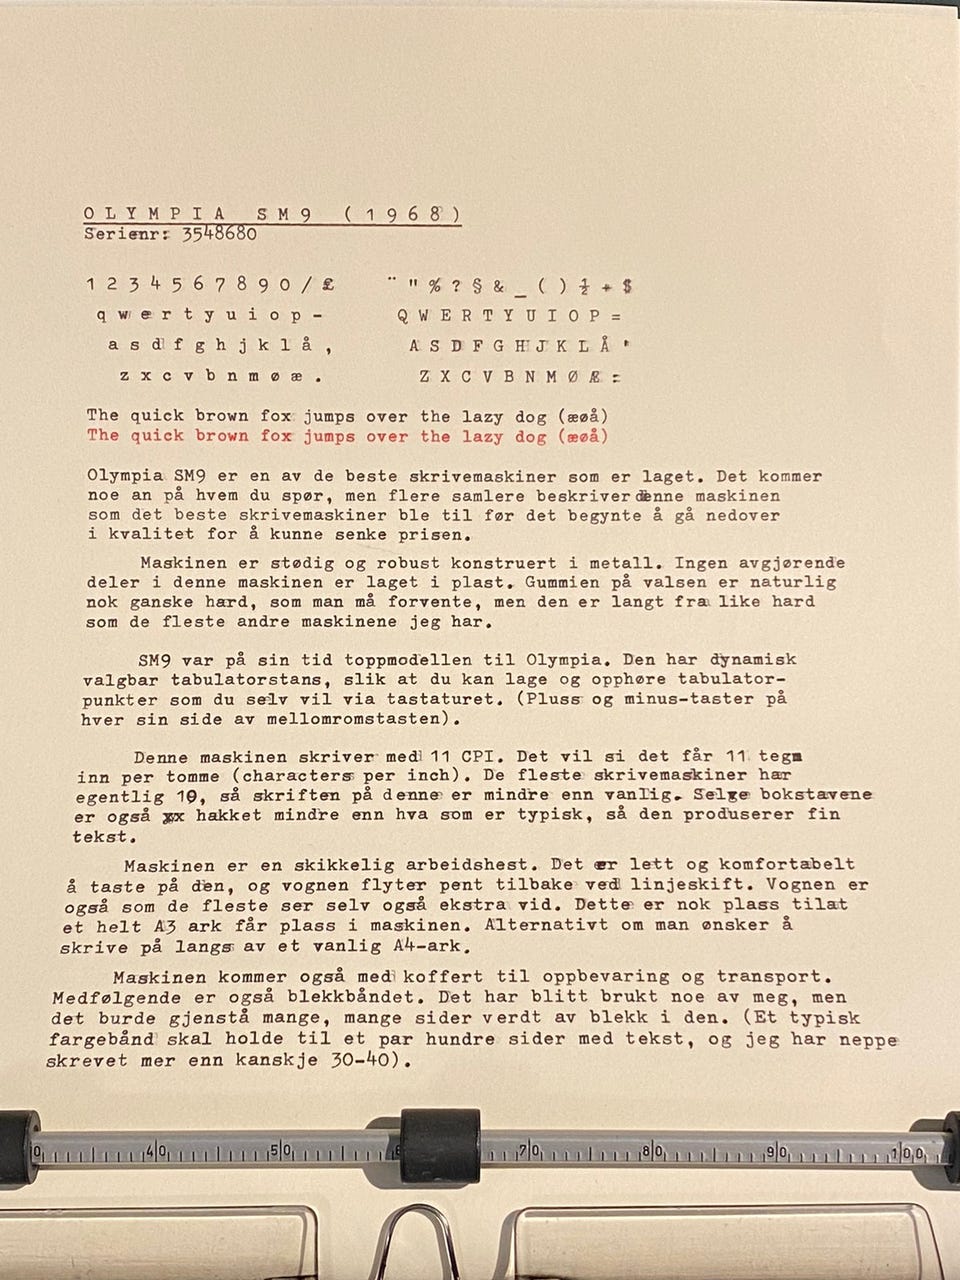 OLYMPIA SM9 (1968)
Serienr: 3548680
1 2 3 4 5 6 7 8 9 0 / £ ¨ " % ? § & _ ( ) ½ + $
q w e r t y u i o p - Q W E R T Y U I O P =
a s d f g h j k l å , A S D F G H J K L Å '
z x c v b n m ø æ . Z X C V B N M Ø Æ :
The quick brown fox jumps over the lazy dog (æøå)
The quick brown fox jumps over the lazy dog (æøå)
Olympia SM9 er en av de beste skrivemaskiner som er laget. Det kommer
noe an på hvem du spør, men flere samlere beskriver denne maskinen
som det beste skrivemaskiner ble til før det begynte å gå nedover
i kvalitet for å kunne senke prisen.
Maskinen er stødig og robust konstruert i metall. Ingen avgjørende
deler i denne maskinen er laget i plast. Gummien på valsen er naturlig
nok ganske hard, som man må forvente, men den er langt fra like hard
som de fleste andre maskinene jeg har.
SM9 var på sin tid toppmodellen til Olympia. Den har dynamisk
valgbar tabulatorstans, slik at du kan lage og opphøre tabulator-
punkter som du selv vil via tastaturet. (Pluss og minus-taster på
hver sin side av mellomromstasten).
Denne maskinen skriver med 11 CPI. Det vil si det får 11 tegn
inn per tomme (characters per inch). De fleste skrivemaskiner har
egentlig 10, så skriften på denne er mindre enn vanlig. Selve bokstavene
er også xx hakket mindre enn hva som er typisk, så den produserer fin
tekst.
Maskinen er en skikkelig arbeidshest. Det er lett og komfortabelt
å taste på den, og vognen flyter pent tilbake ved linjeskift. Vognen er
også som de fleste ser selv også ekstra vid. Dette er nok plass tilat
et helt A3 ark får plass i maskinen. Alternativt om man ønsker å
skrive på langs av et vanlig A4-ark.
Maskinen kommer også med koffert til oppbevaring og transport.
Medfølgende er også blekkbåndet. Det har blitt brukt noe av meg, men
det burde gjenstå mange, mange sider verdt av blekk i den. (Et typisk
fargebånd skal holde til et par hundre sider med tekst, og jeg har neppe
skrevet mer enn kanskje 30-40).
40 50 70 80 90 100